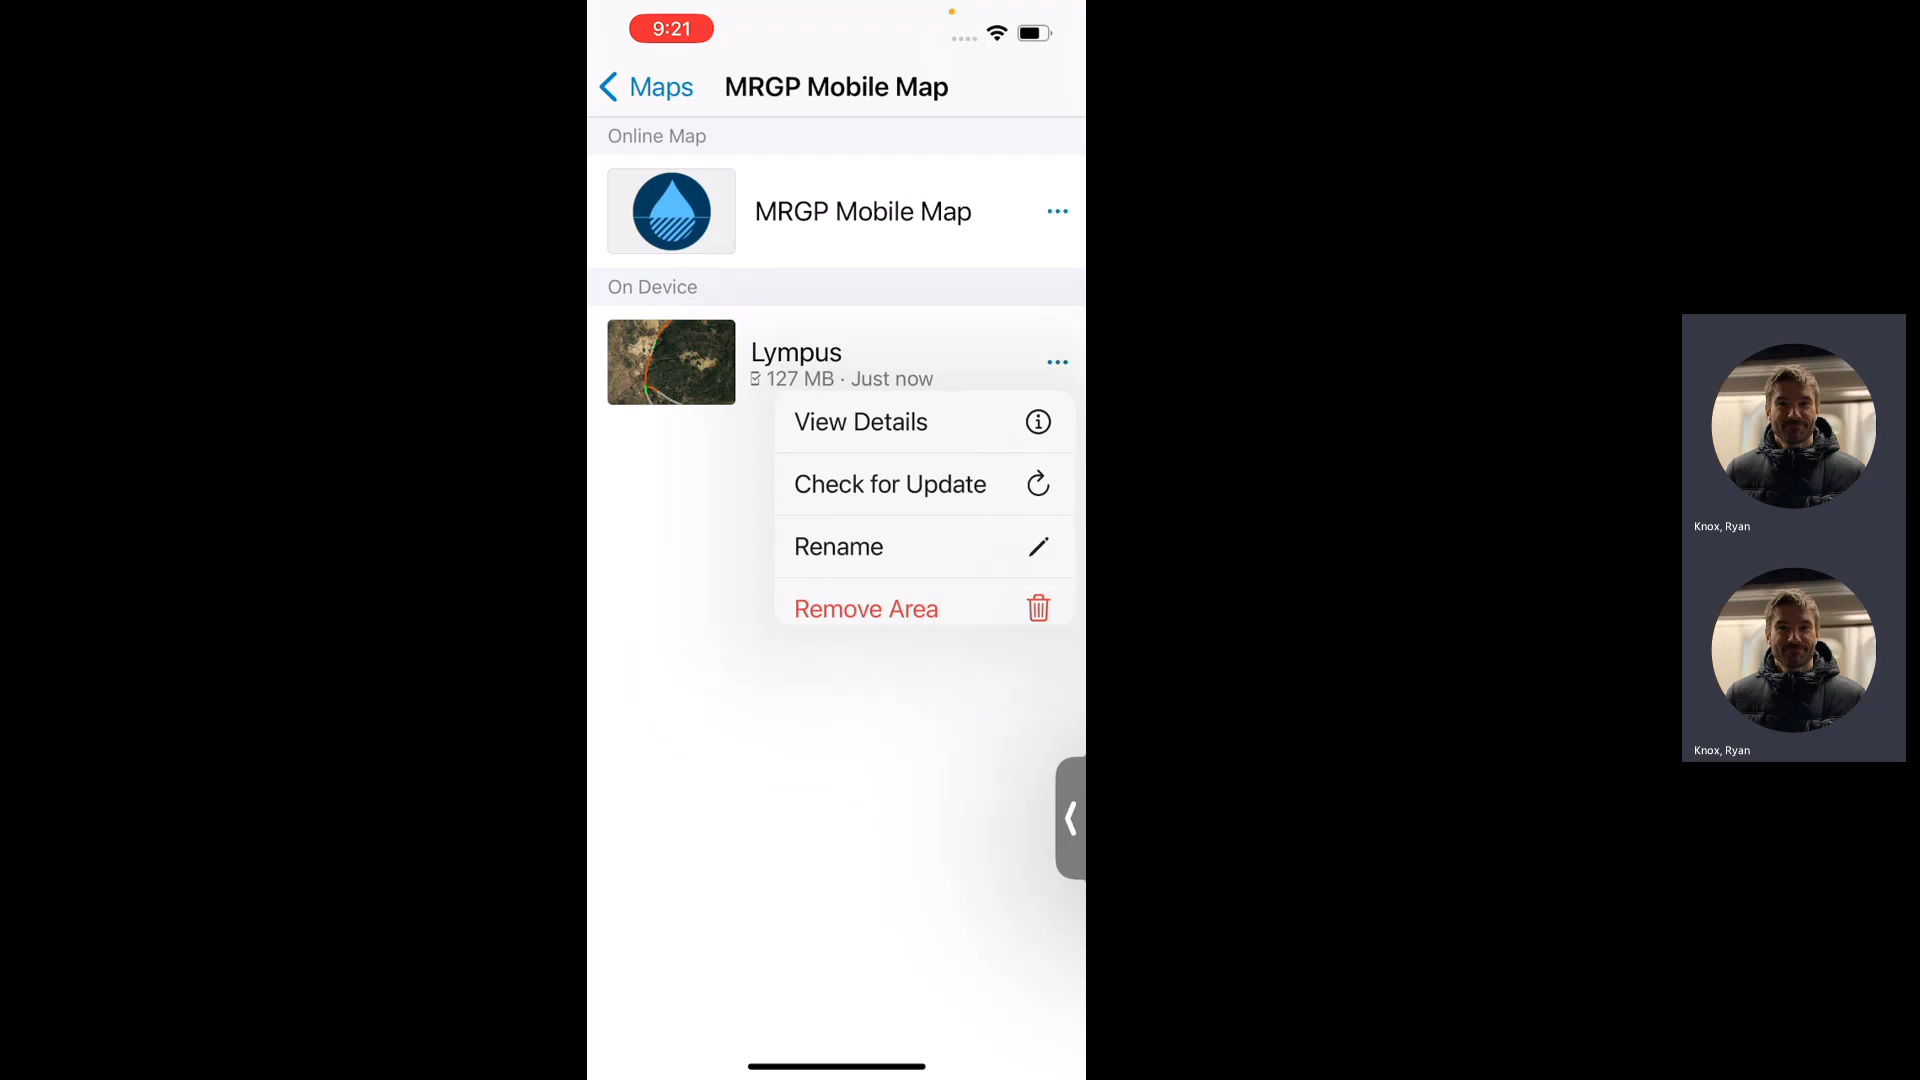 9:21
Maps
MRGP Mobile Map
Online Map
MRGP Mobile Map
On Device
Lympus
127 MB · Just now
View Details
Check for Update
Rename
Remove Area
Knox, Ryan
Knox, Ryan